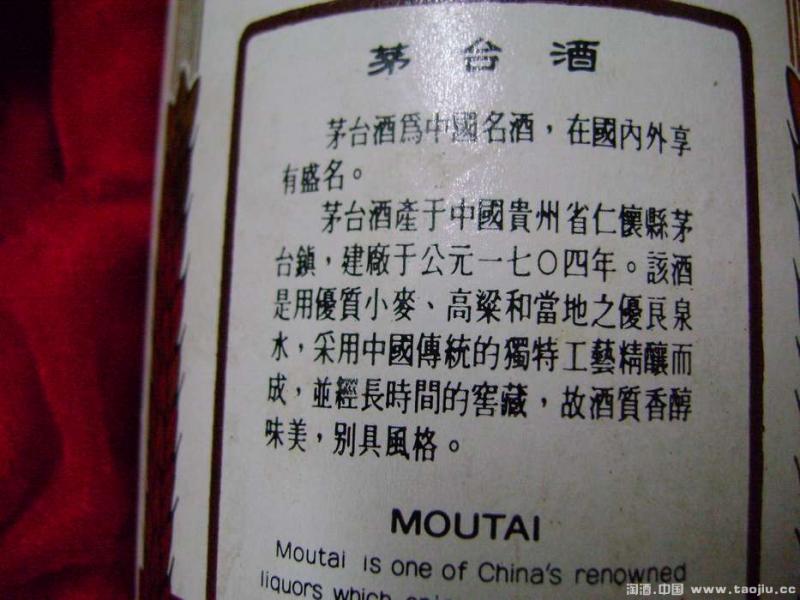 茅台酒
茅台酒爲中國名酒，在國內外享
有盛名。
茅台酒產于中國貴州省仁懷縣茅
台鎮，建廠于公元一七〇四年。該酒
是用優質小麥、高粱和當地之優良泉
水，采用中國傳統的獨特工藝精釀而
成，並經長時間的窖藏，故酒質香醇
味美，别具風格。
MOUTAI
Moutai is one of China's renowned
liquors which
淘酒.中国 www.taojiu.cc